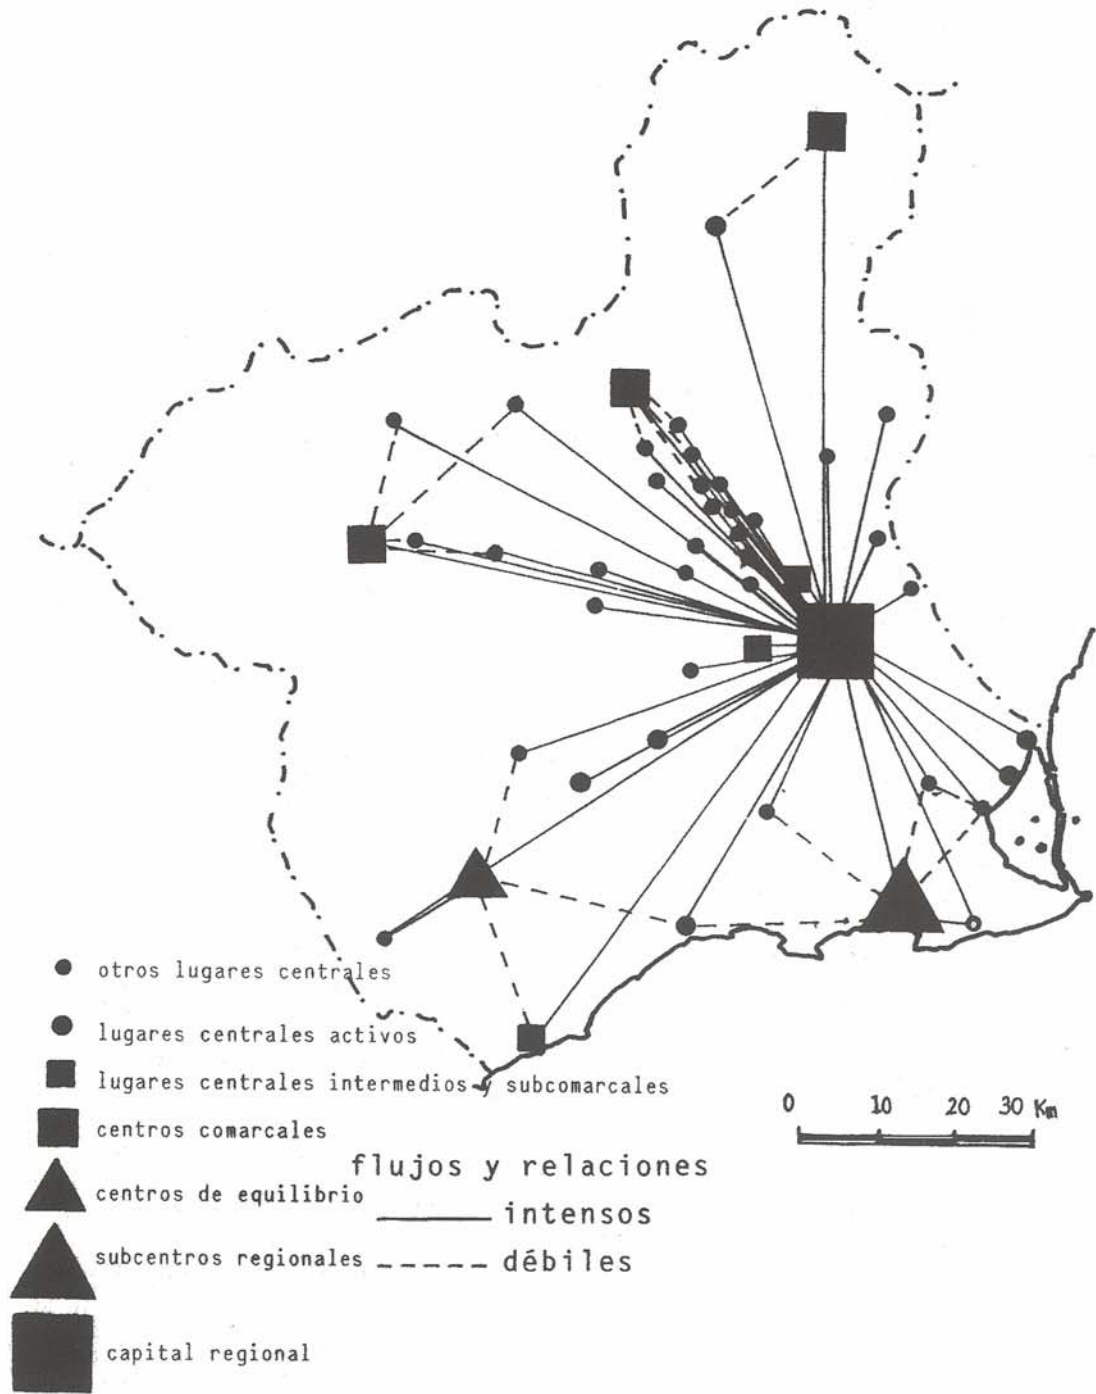 otros lugares centrales
lugares centrales activos
lugares centrales intermedios y subcomarcales
centros comarcales
centros de equilibrio
subcentros regionales
capital regional
flujos y relaciones
intensos
débiles
0 10 20 30 Km